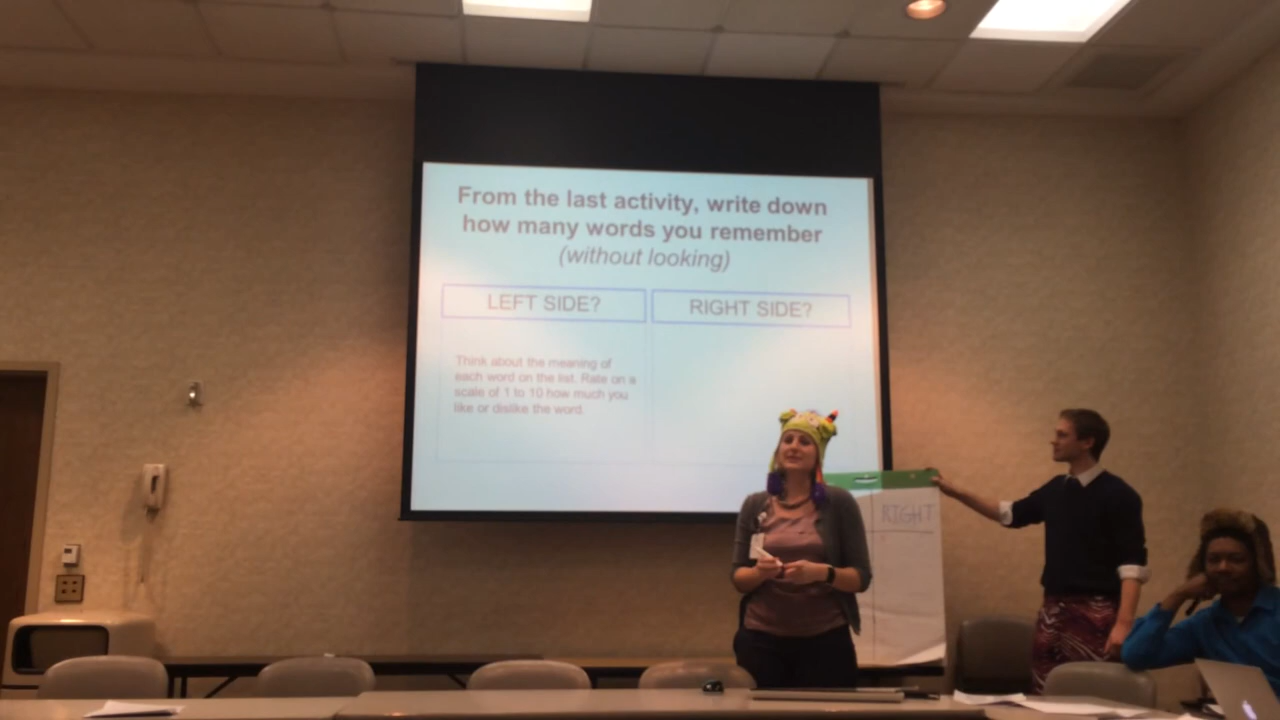 From the last activity, write down
how many words you remember
(without looking)
LEFT SIDE?
RIGHT SIDE?
Think about the meaning of
each word on the list. Rate on a
scale of 1 to 10 how much you
like or dislike the word.
RIGHT